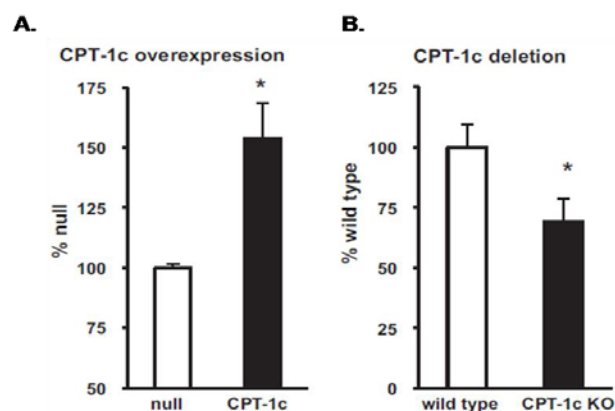 A.
CPT-1c overexpression
175
150
125
100
75
50
% null
*
null CPT-1c
B.
CPT-1c deletion
125
100
75
50
25
0
% wild type
*
wild type CPT-1c KO